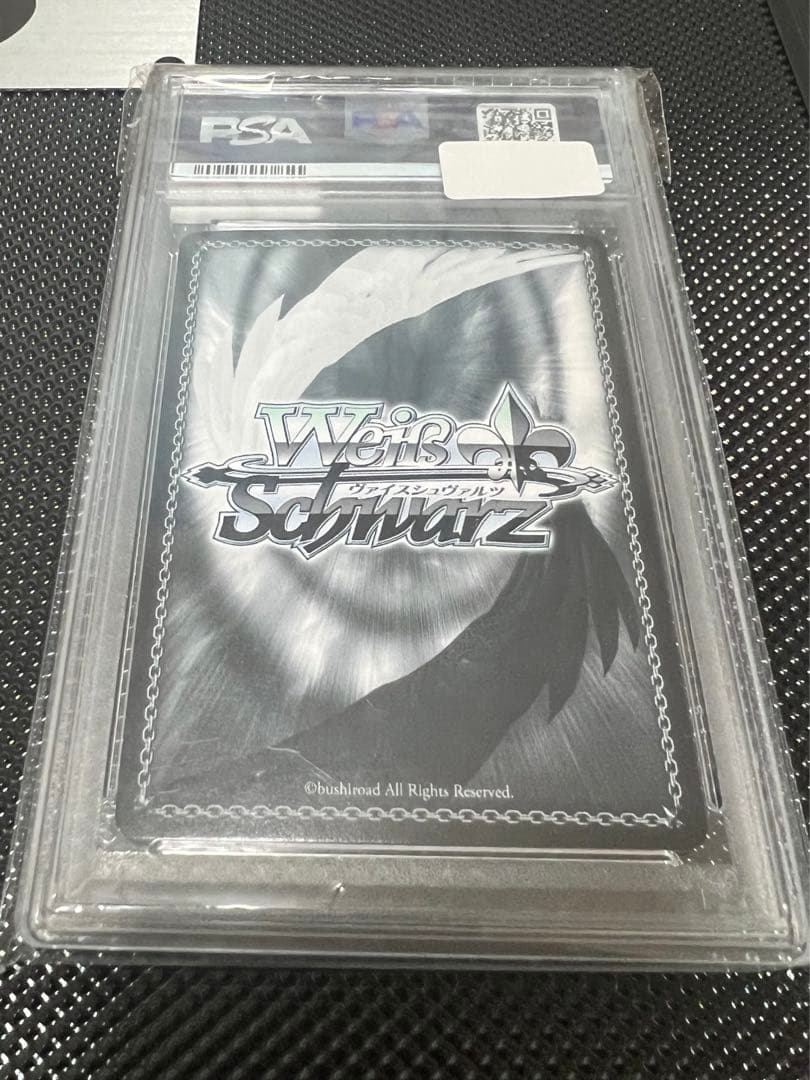 PSA
PSA
Weiß
ヴァイスシュヴァルツ
Schwarz
©bushiroad All Rights Reserved.